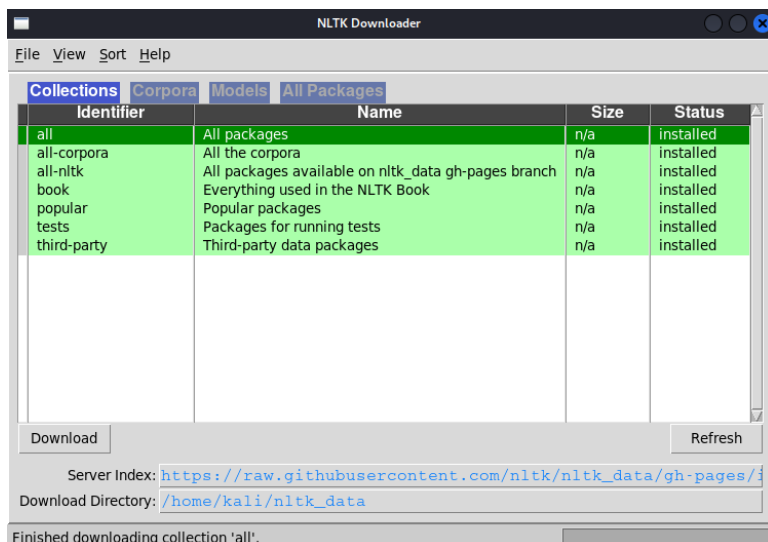 NLTK Downloader
File View Sort Help
Collections Corpora Models All Packages
Identifier Name Size Status
all All packages n/a installed
all-corpora All the corpora n/a installed
all-nltk All packages available on nltk_data gh-pages branch n/a installed
book Everything used in the NLTK Book n/a installed
popular Popular packages n/a installed
tests Packages for running tests n/a installed
third-party Third-party data packages n/a installed
Download Refresh
Server Index: https://raw.githubusercontent.com/nltk/nltk_data/gh-pages/i
Download Directory: /home/kali/nltk_data
Finished downloading collection 'all'.